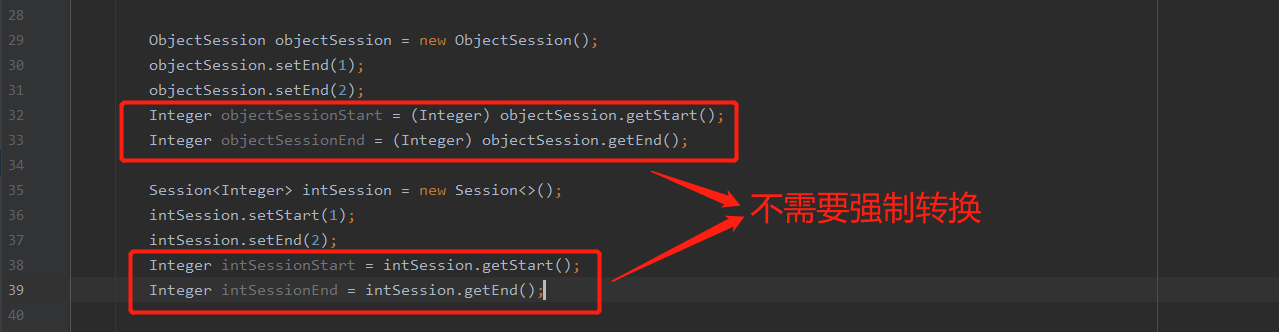 28
29 ObjectSession objectSession = new ObjectSession();
30 objectSession.setEnd(1);
31 objectSession.setEnd(2);
32 Integer objectSessionStart = (Integer) objectSession.getStart();
33 Integer objectSessionEnd = (Integer) objectSession.getEnd();
34
35 Session<Integer> intSession = new Session<>();
不需要强制转换
36 intSession.setStart(1);
37 intSession.setEnd(2);
38 Integer intSessionStart = intSession.getStart();
39 Integer intSessionEnd = intSession.getEnd();
40